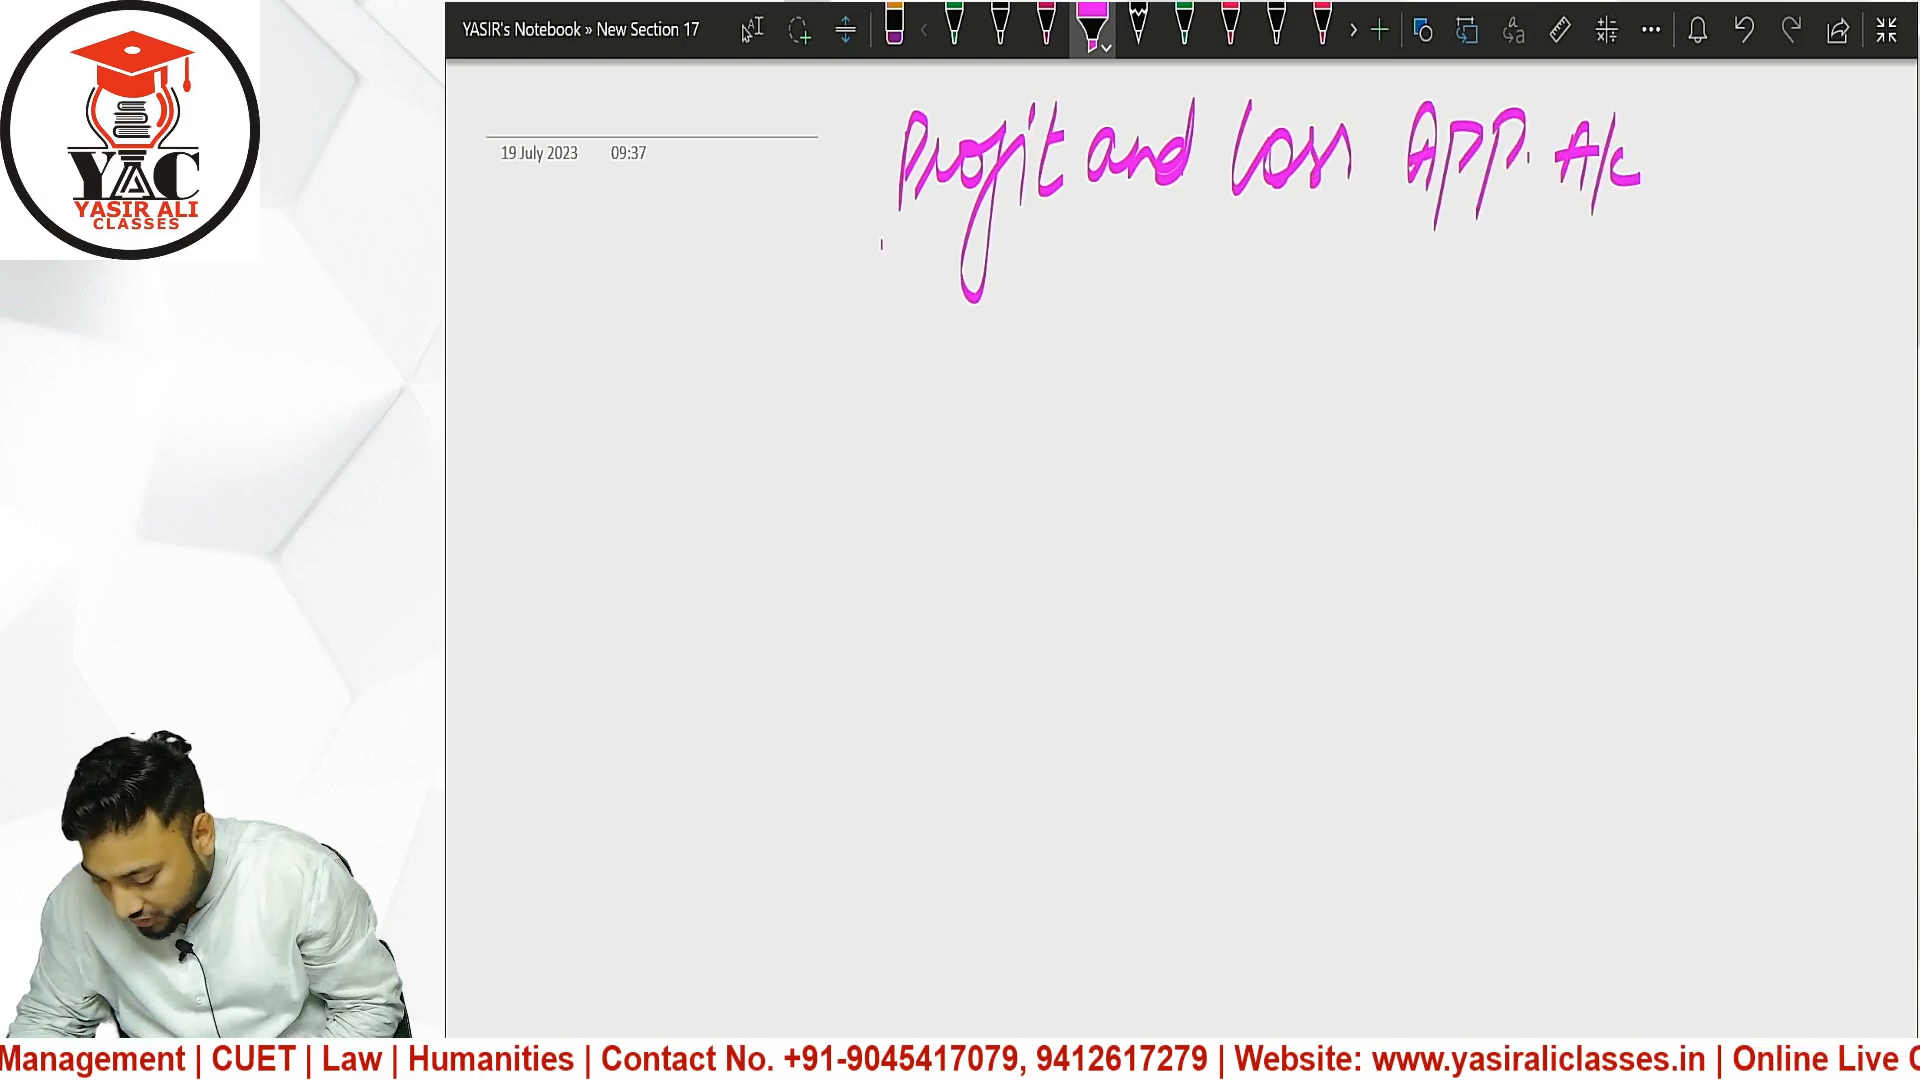 YAC
YASIR ALI
CLASSES
YASIR's Notebook » New Section 17
19 July 2023 09:37
Profit and Loss App. A/c
Management | CUET | Law | Humanities | Contact No. +91-9045417079, 9412617279 | Website: www.yasiraliclasses.in | Online Live C